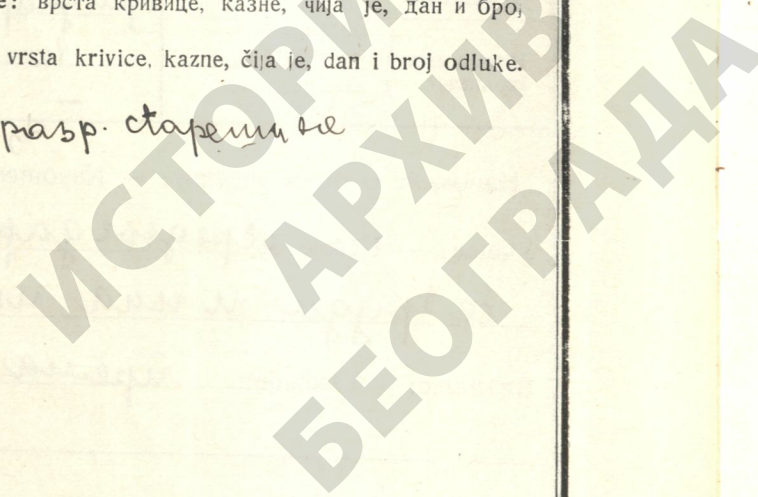 е: врста кривице, казне, чија је, дан и број
vrsta krivice, kazne, čija je, dan i broj odluke.
разр. старешине
ИСТОРИ
АРХИВ
БЕОГРАДА